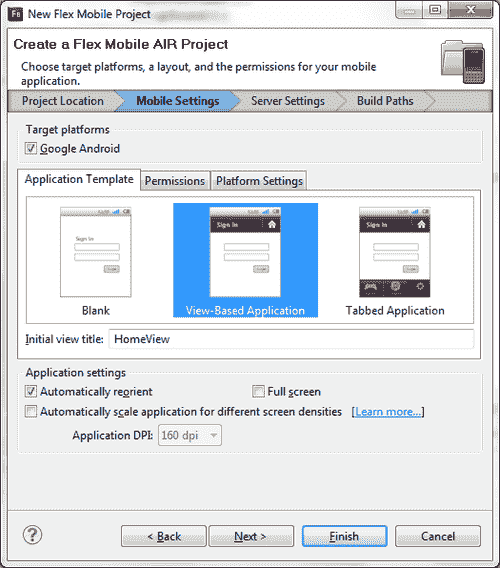 Fb New Flex Mobile Project
Create a Flex Mobile AIR Project
Choose target platforms, a layout, and the permissions for your mobile
application.
Project Location Mobile Settings Server Settings Build Paths
Target platforms
Google Android
Application Template Permissions Platform Settings
Sign In Sign In Sign In
Blank View-Based Application Tabbed Application
Initial view title: HomeView
Application settings
Automatically reorient Full screen
Automatically scale application for different screen densities [Learn more...]
Application DPI: 160 dpi
? < Back Next > Finish Cancel